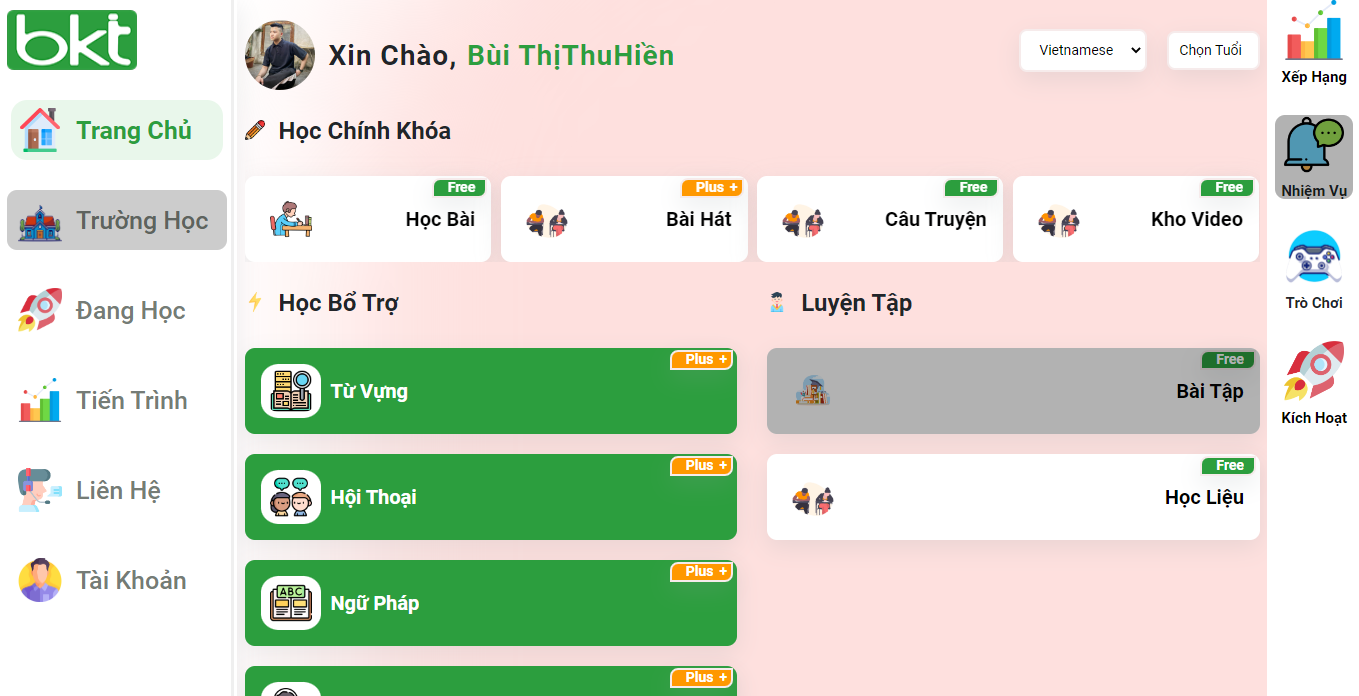 bkt
Trang Chủ
Trường Học
Đang Học
Tiến Trình
Liên Hệ
Tài Khoản
Xin Chào, Bùi ThịThuHiền
Vietnamese
Chọn Tuổi
Học Chính Khóa
Free
Học Bài
Plus +
Bài Hát
Free
Câu Truyện
Free
Kho Video
Học Bổ Trợ
Plus +
Từ Vựng
Plus +
Hội Thoại
Plus +
ABC
Ngữ Pháp
Plus +
Luyện Tập
Free
Bài Tập
Free
Học Liệu
Xếp Hạng
Nhiệm Vụ
Trò Chơi
Kích Hoạt